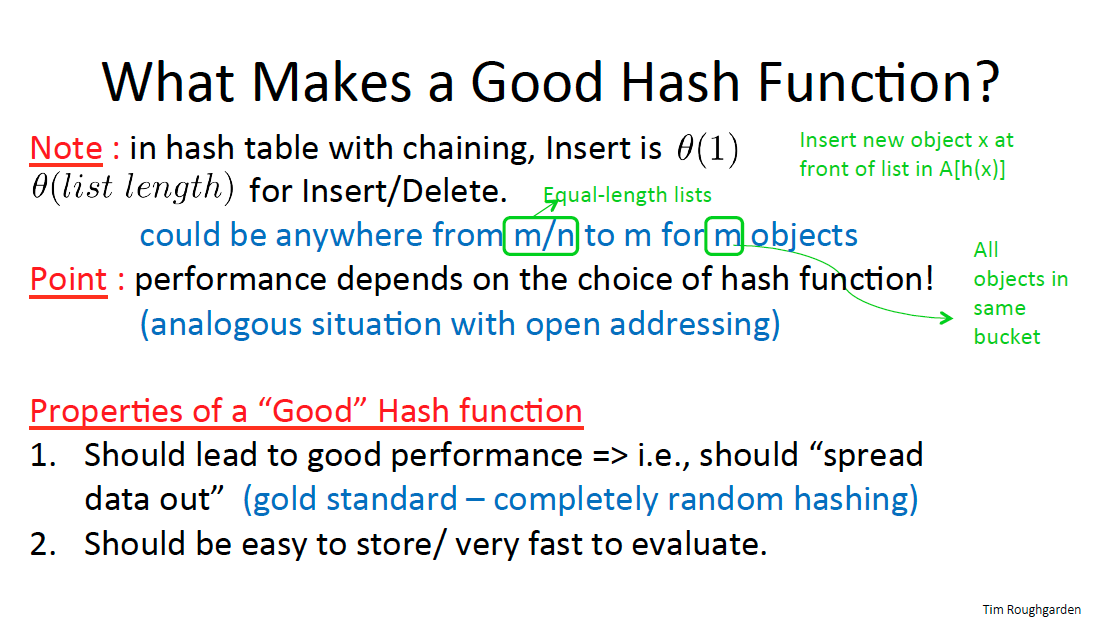 What Makes a Good Hash Function?
Note : in hash table with chaining, Insert is θ(1)
Insert new object x at
front of list in A[h(x)]
θ(list length) for Insert/Delete.
Equal-length lists
could be anywhere from m/n to m for m objects
All
objects in
same
bucket
Point : performance depends on the choice of hash function!
(analogous situation with open addressing)
Properties of a “Good” Hash function
1. Should lead to good performance => i.e., should “spread
data out” (gold standard – completely random hashing)
2. Should be easy to store/ very fast to evaluate.
Tim Roughgarden